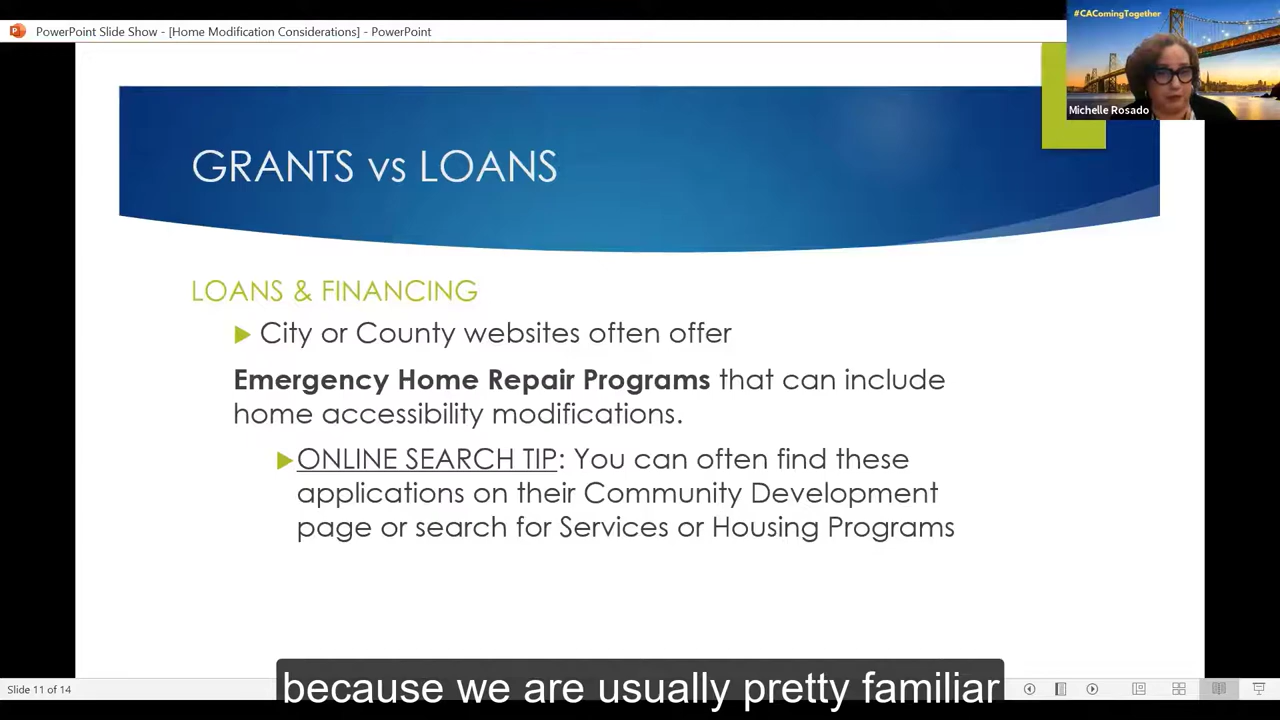 PowerPoint Slide Show - [Home Modification Considerations] - PowerPoint
#CAComingTogether
Michelle Rosado
GRANTS vs LOANS
LOANS & FINANCING
City or County websites often offer
Emergency Home Repair Programs that can include
home accessibility modifications.
ONLINE SEARCH TIP: You can often find these
applications on their Community Development
page or search for Services or Housing Programs
because we are usually pretty familiar
Slide 11 of 14